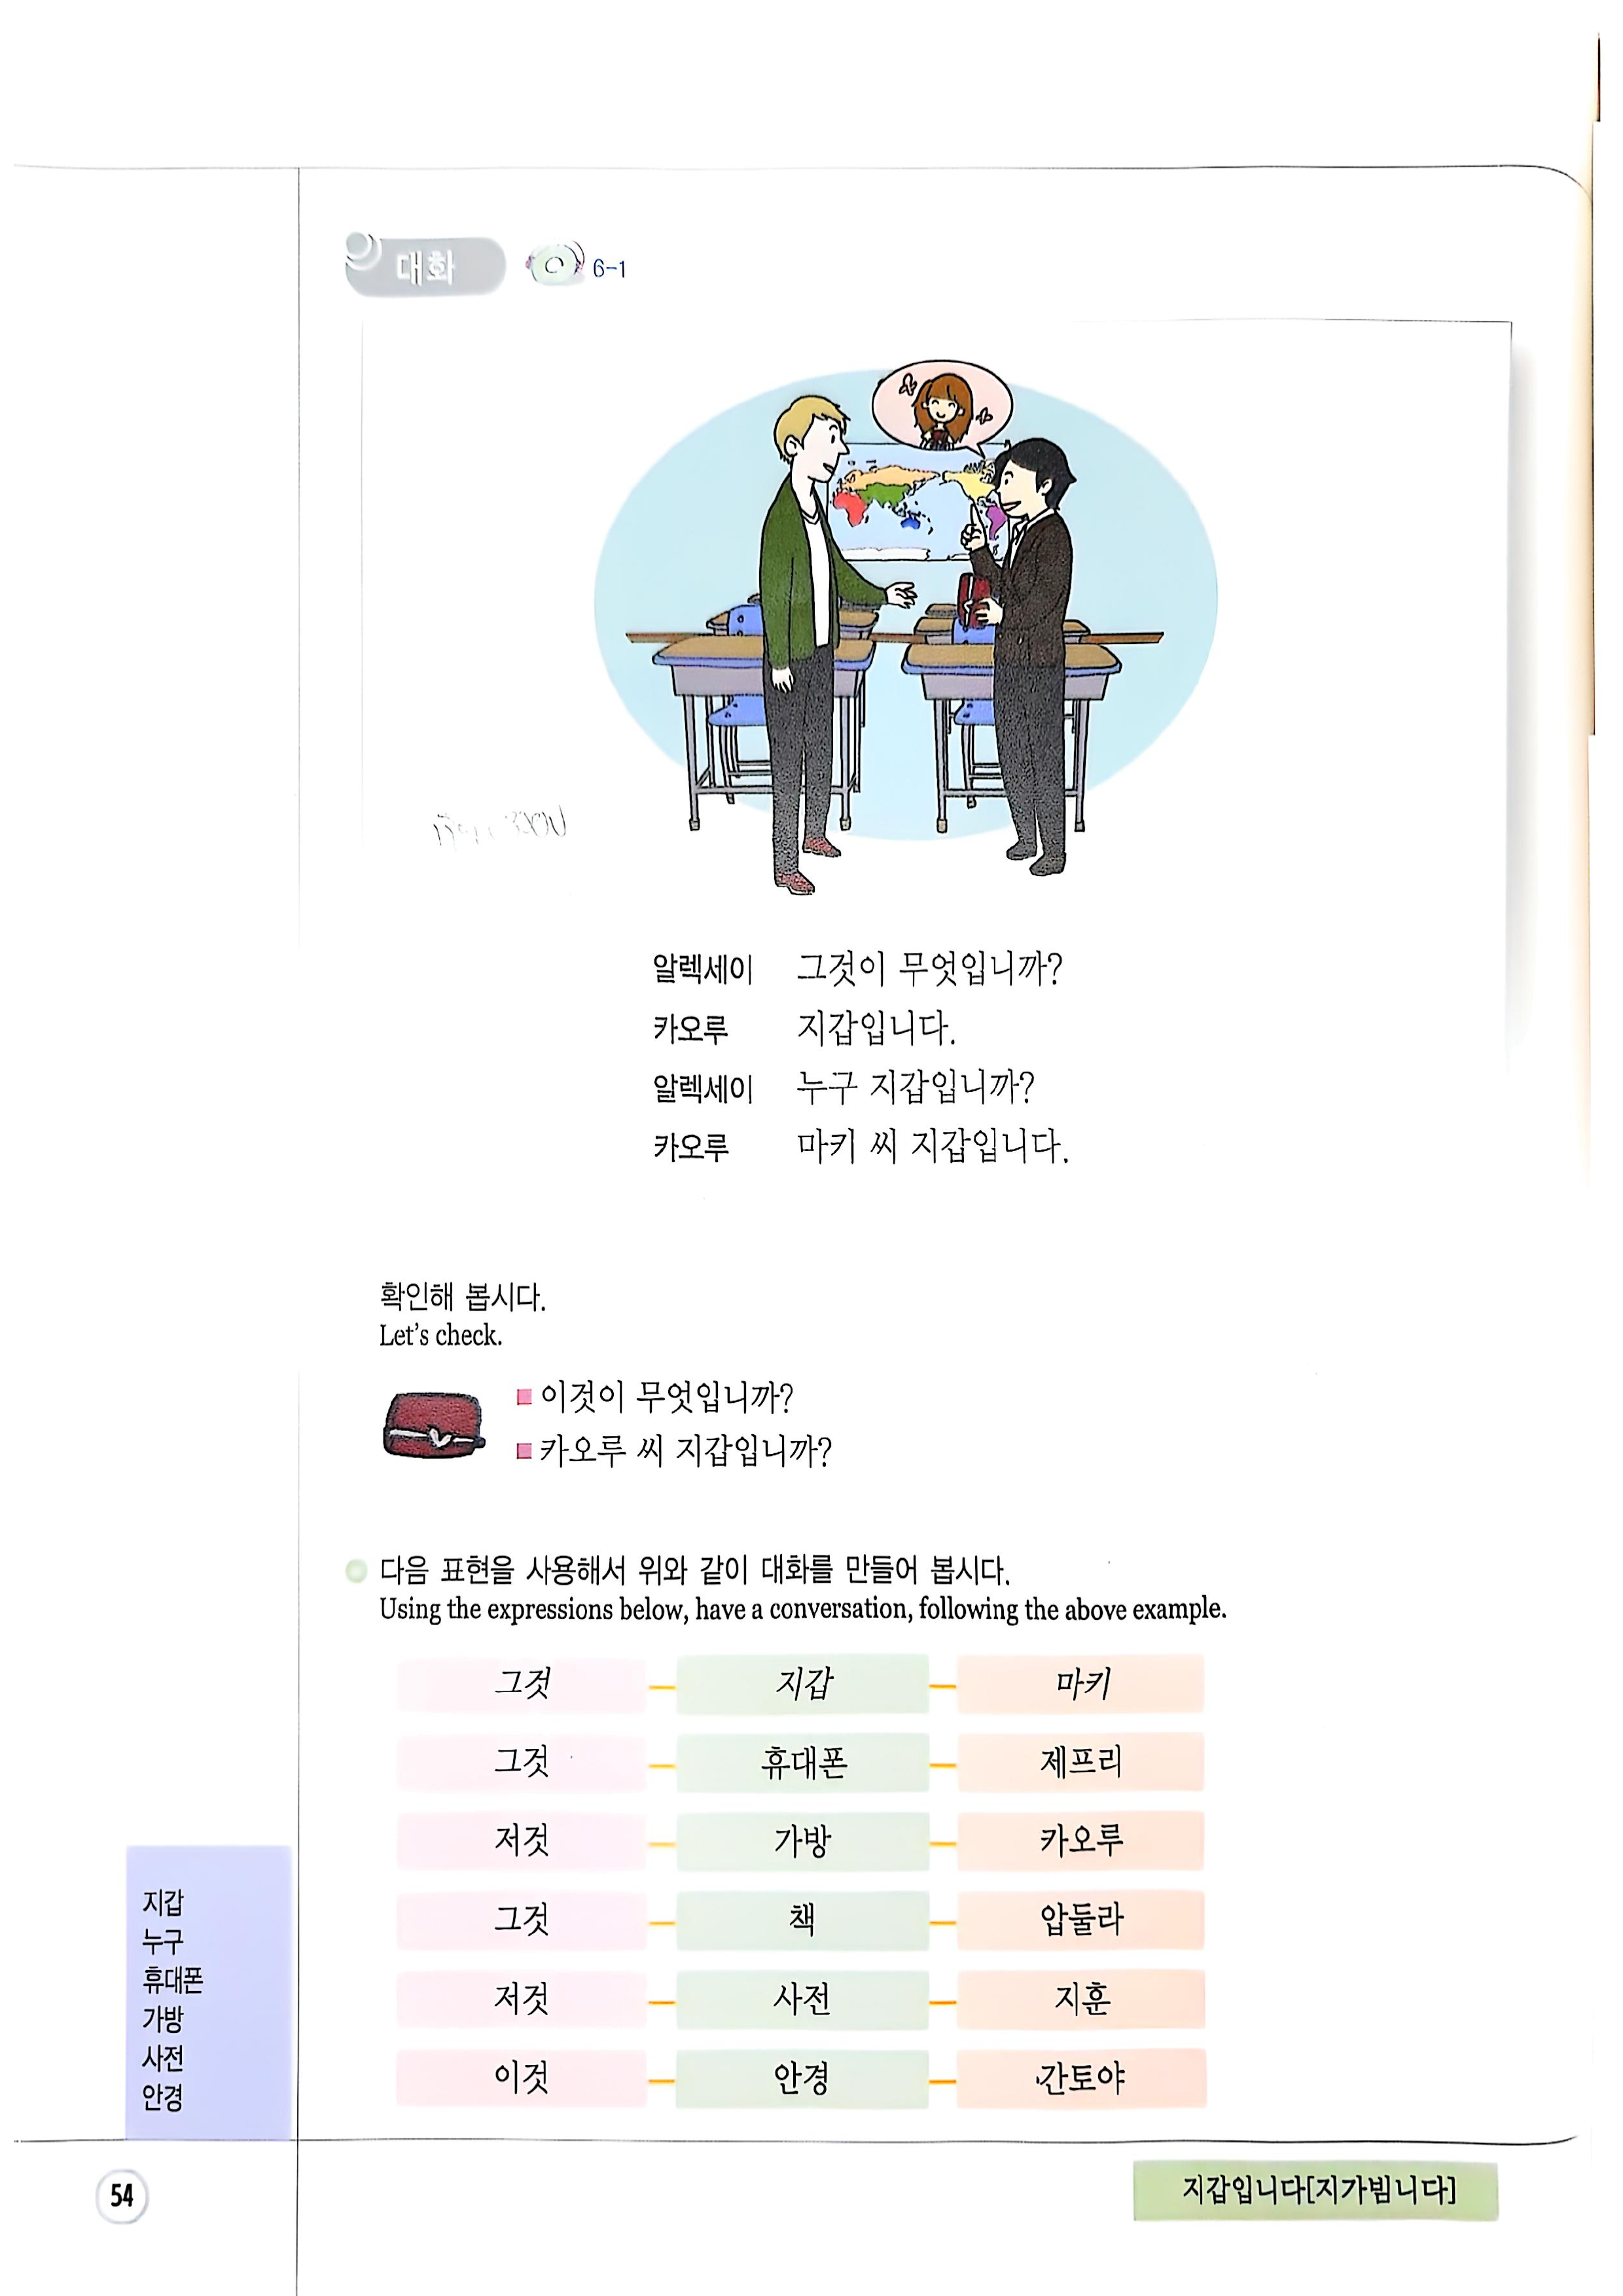 대화 6-1
알렉세이 그것이 무엇입니까?
카오루 지갑입니다.
알렉세이 누구 지갑입니까?
카오루 마키 씨 지갑입니다.
확인해 봅시다.
Let's check.
이것이 무엇입니까?
카오루 씨 지갑입니까?
다음 표현을 사용해서 위와 같이 대화를 만들어 봅시다.
Using the expressions below, have a conversation, following the above example.
그것 지갑 마키
그것 휴대폰 제프리
저것 가방 카오루
그것 책 압둘라
저것 사전 지훈
이것 안경 간토야
지갑
누구
휴대폰
가방
사전
안경
54
지갑입니다[지가빔니다]